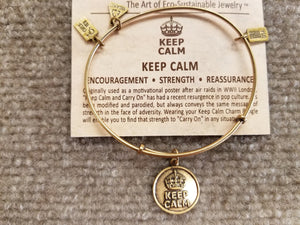 The Art of Eco-Sustainable Jewelry™
KEEP
CALM
KEEP CALM
ENCOURAGEMENT • STRENGTH • REASSURANCE
Originally used as a motivational poster after air raids in WWII London,
"Keep Calm and Carry On" has had a recent resurgence in pop culture.
been modified and parodied, but always conveys the same message of
strength in the face of adversity. Wearing your Keep Calm Charm
will enable you to find that strength to "Carry On" in any situation.
KEEP
CALM